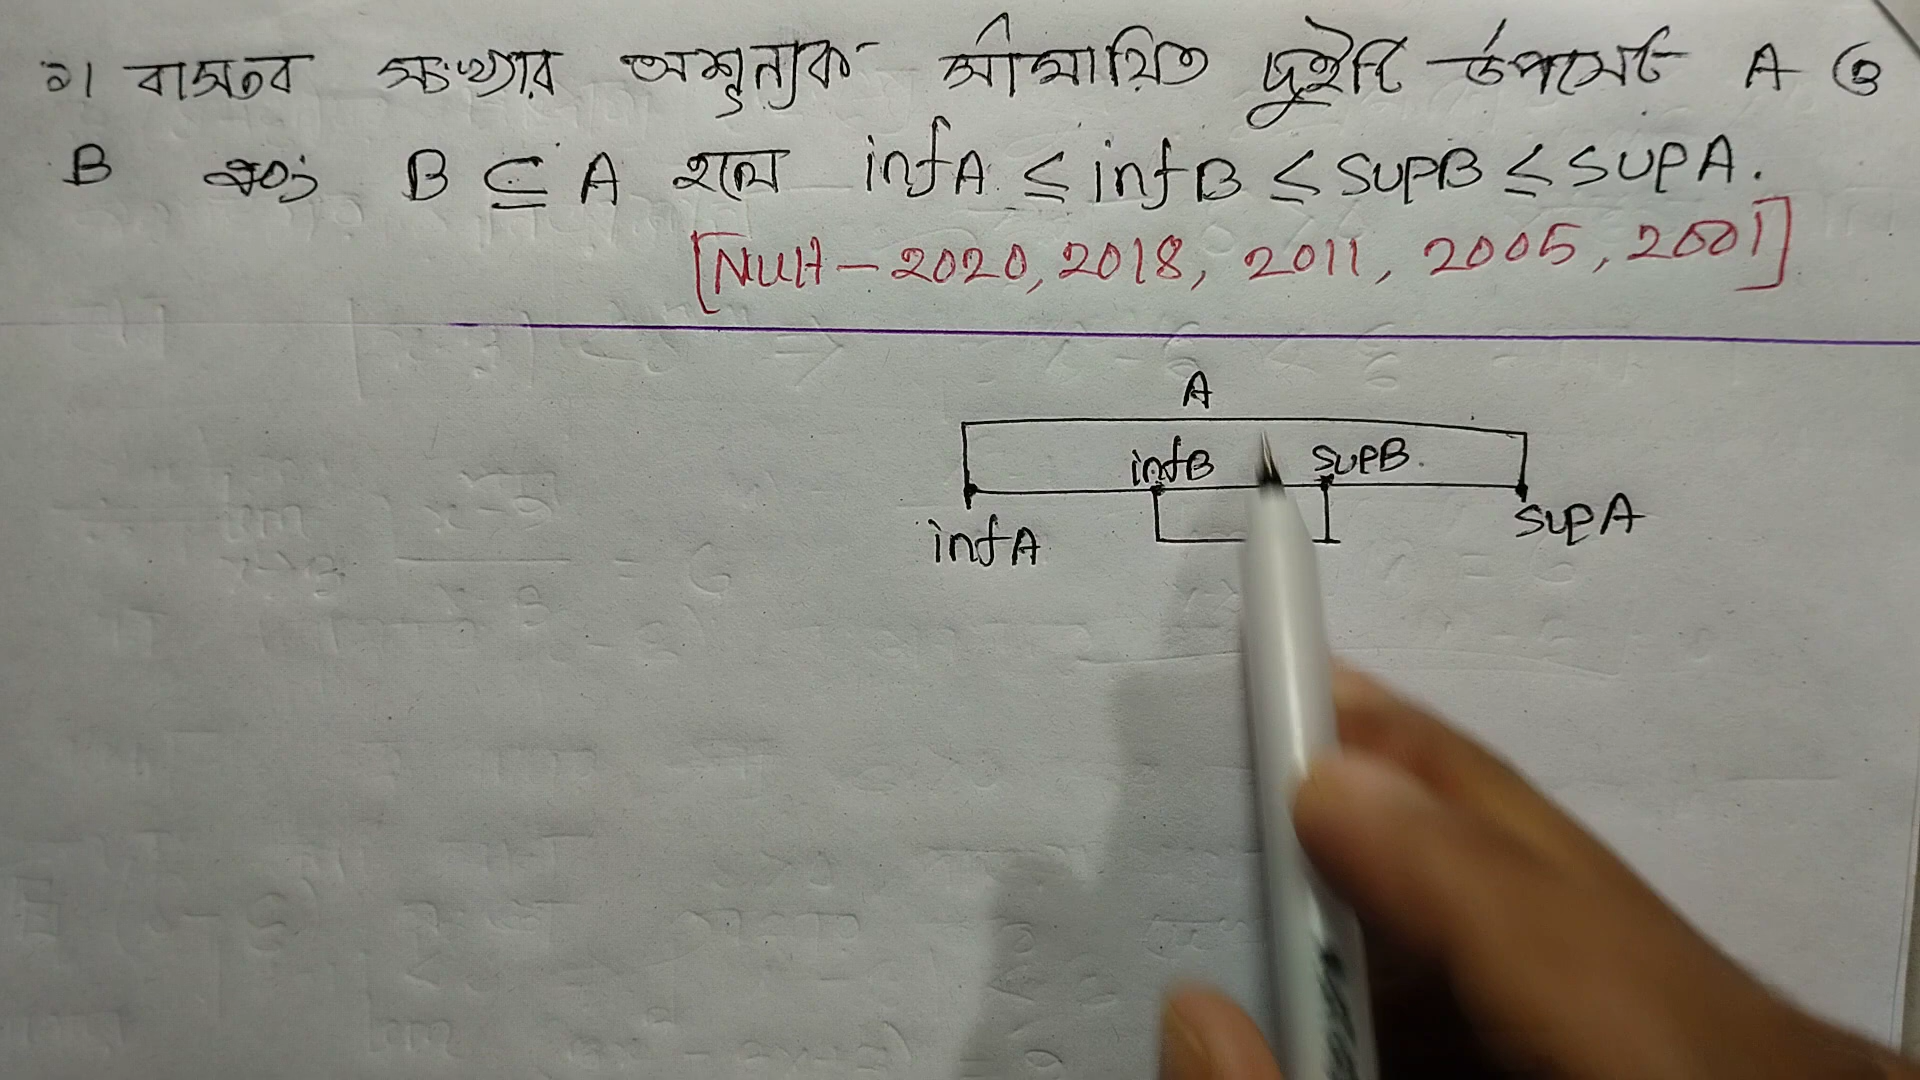 ২। বাস্তব সংখ্যার অশূন্যক সীমায়িত দুইটি উপসেট A ও
B এবং B ⊆ A হলে infA ≤ infB ≤ SUPB ≤ SUPA.
[NUH-2020, 2018, 2011, 2005, 2001]
A
infB SUPB.
infA SUPA